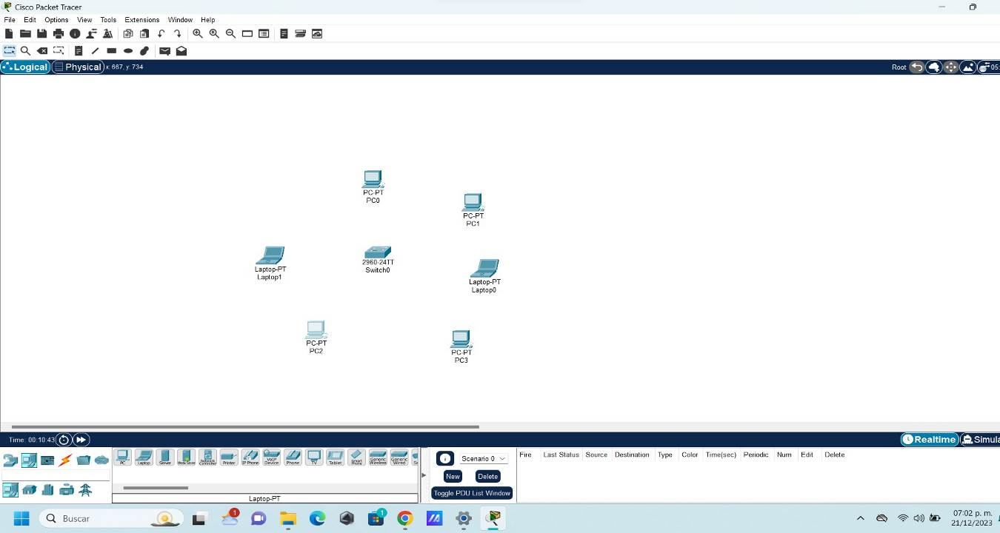 Cisco Packet Tracer
File Edit Options View Tools Extensions Window Help
Logical Physical x: 667, y: 734 Root 05:
PC-PT
PC0
PC-PT
PC1
Laptop-PT
Laptop1
2960-24TT
Switch0
Laptop-PT
Laptop0
PC-PT
PC2
PC-PT
PC3
Time: 00:10:43 Realtime Simula
PC Laptop Server Printer IP Phone VoIP Device Phone TV Tablet Smart Phone Generic Wireless Generic Wired
Scenario 0
New Delete
Toggle PDU List Window
Fire Last Status Source Destination Type Color Time(sec) Periodic Num Edit Delete
Laptop-PT
Buscar 1 1 07:02 p. m.
21/12/2023